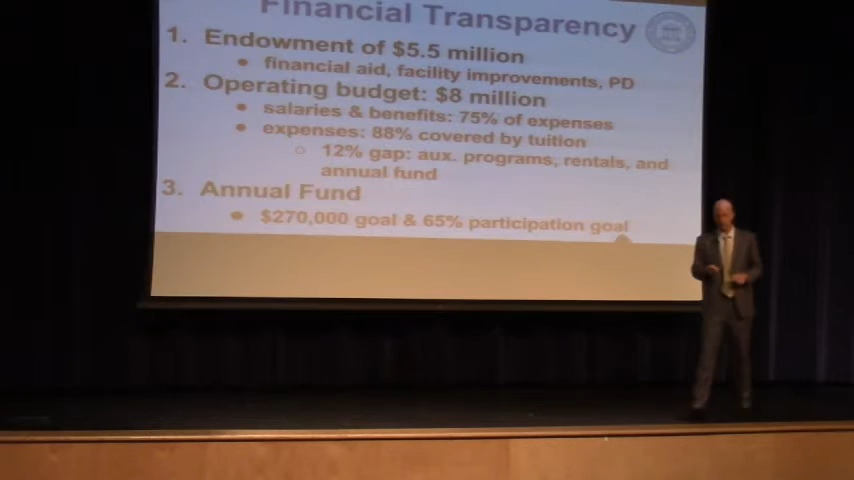 Financial Transparency
1. Endowment of $5.5 million
• financial aid, facility improvements, PD
2. Operating budget: $8 million
• salaries & benefits: 75% of expenses
• expenses: 88% covered by tuition
○ 12% gap: aux. programs, rentals, and
annual fund
3. Annual Fund
• $270,000 goal & 65% participation goal